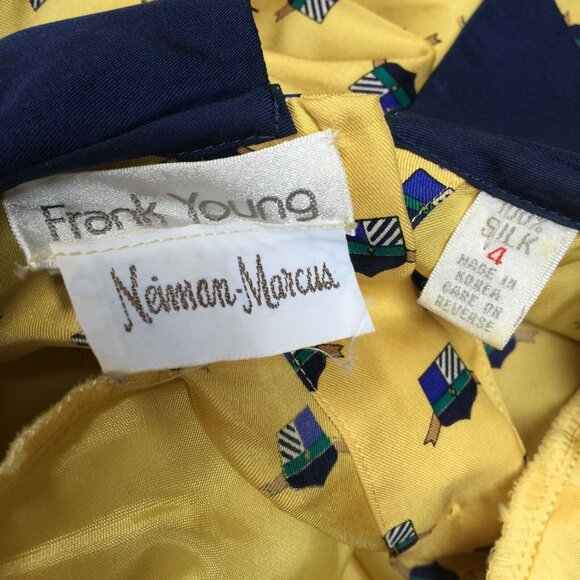 Frank Young
Neiman-Marcus
100%
SILK
4
MADE IN
KOREA
CARE ON
REVERSE